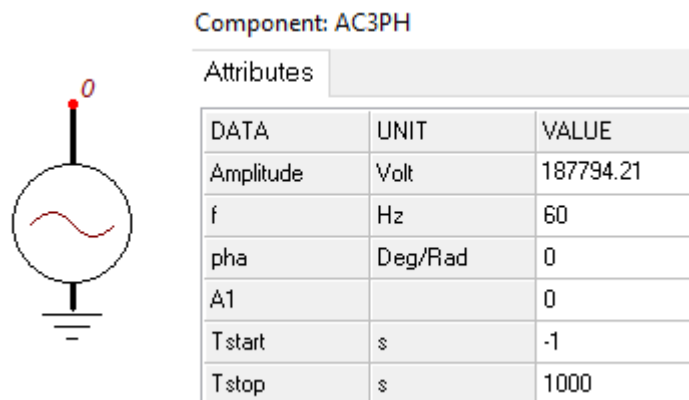 Component: AC3PH
Attributes
0
DATA UNIT VALUE
Amplitude Volt 187794.21
f Hz 60
pha Deg/Rad 0
A1 0
Tstart s -1
Tstop s 1000